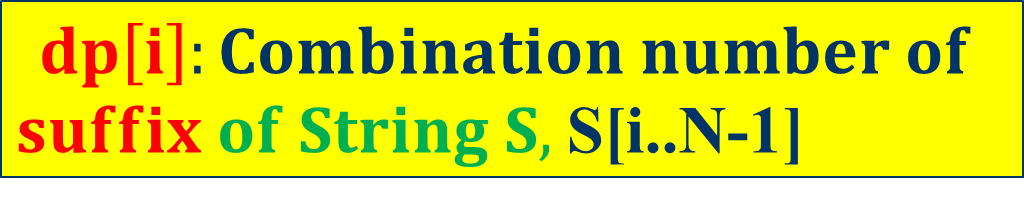 dp[i]: Combination number of
suffix of String S, S[i..N-1]